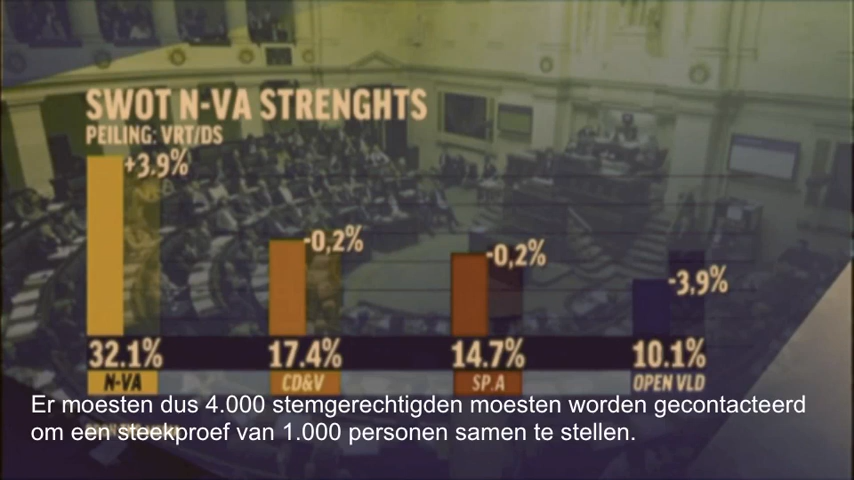 SWOT N-VA STRENGHTS
PEILING: VRT/DS
+3,9%
-0,2%
-0,2%
-3,9%
32.1%
17.4%
14.7%
10.1%
N-VA
CD&V
SP.A
OPEN VLD
Er moesten dus 4.000 stemgerechtigden moesten worden gecontacteerd
om een steekproef van 1.000 personen samen te stellen.